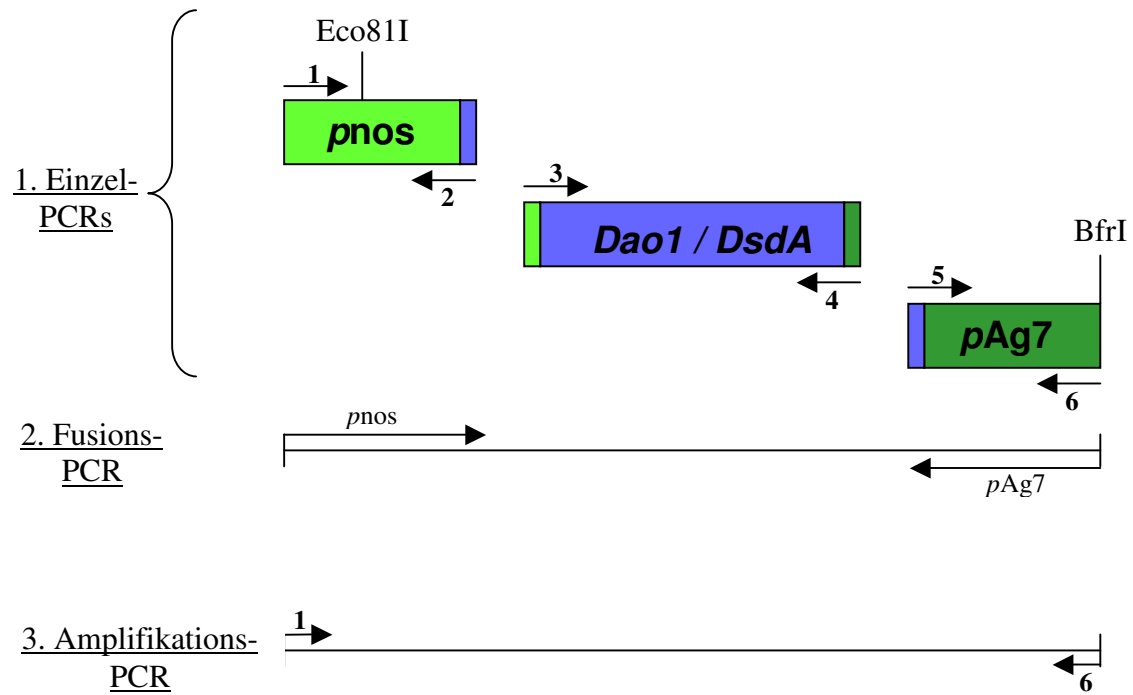 Eco81I
1
pnos
2
1. Einzel-
PCRs
3
Dao1 / DsdA
4
BfrI
5
pAg7
6
2. Fusions-
PCR
pnos
pAg7
3. Amplifikations-
PCR
1
6